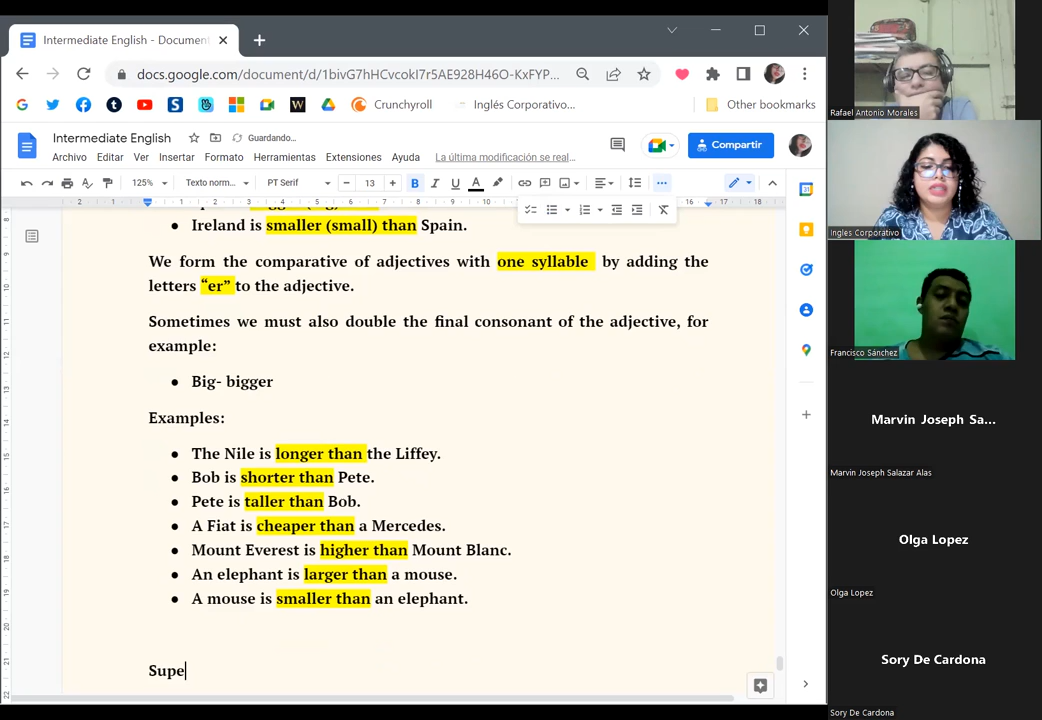 Intermediate English - Document
docs.google.com/document/d/1bivG7hHCvcokI7r5AE928H46O-KxFYP...
Crunchyroll
Inglés Corporativo...
Other bookmarks
Intermediate English
Guardando...
Archivo Editar Ver Insertar Formato Herramientas Extensiones Ayuda La última modificación se real...
Compartir
125% Texto norm... PT Serif 13
Ireland is smaller (small) than Spain.
We form the comparative of adjectives with one syllable by adding the
letters “er” to the adjective.
Sometimes we must also double the final consonant of the adjective, for
example:
Big- bigger
Examples:
The Nile is longer than the Liffey.
Bob is shorter than Pete.
Pete is taller than Bob.
A Fiat is cheaper than a Mercedes.
Mount Everest is higher than Mount Blanc.
An elephant is larger than a mouse.
A mouse is smaller than an elephant.
Supe
Rafael Antonio Morales
Ingles Corporativo
Francisco Sánchez
Marvin Joseph Sa...
Marvin Joseph Salazar Alas
Olga Lopez
Olga Lopez
Sory De Cardona
Sory De Cardona